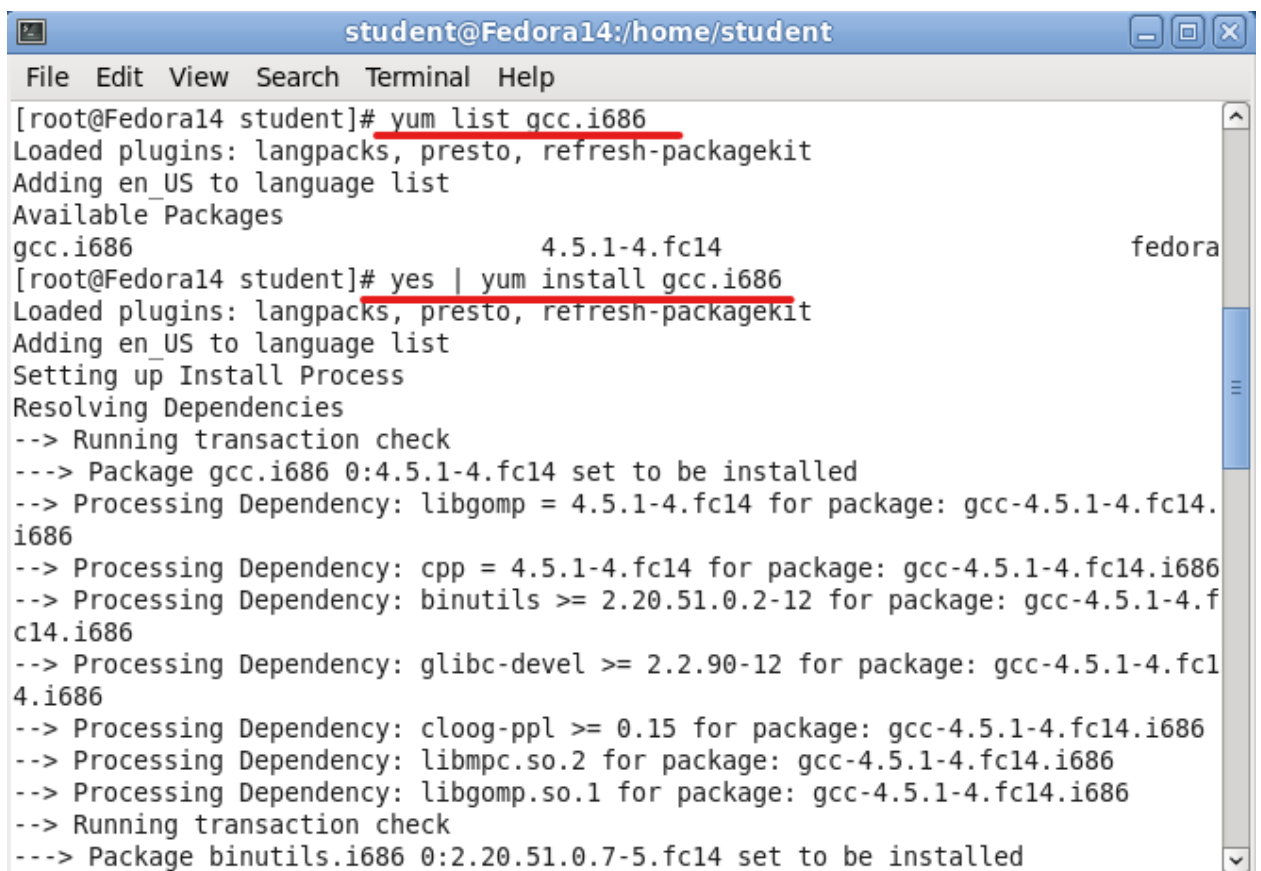 student@Fedora14:/home/student
File Edit View Search Terminal Help
[root@Fedora14 student]# yum list gcc.i686
Loaded plugins: langpacks, presto, refresh-packagekit
Adding en_US to language list
Available Packages
gcc.i686 4.5.1-4.fc14 fedora
[root@Fedora14 student]# yes | yum install gcc.i686
Loaded plugins: langpacks, presto, refresh-packagekit
Adding en_US to language list
Setting up Install Process
Resolving Dependencies
--> Running transaction check
---> Package gcc.i686 0:4.5.1-4.fc14 set to be installed
--> Processing Dependency: libgomp = 4.5.1-4.fc14 for package: gcc-4.5.1-4.fc14.
i686
--> Processing Dependency: cpp = 4.5.1-4.fc14 for package: gcc-4.5.1-4.fc14.i686
--> Processing Dependency: binutils >= 2.20.51.0.2-12 for package: gcc-4.5.1-4.f
c14.i686
--> Processing Dependency: glibc-devel >= 2.2.90-12 for package: gcc-4.5.1-4.fc1
4.i686
--> Processing Dependency: cloog-ppl >= 0.15 for package: gcc-4.5.1-4.fc14.i686
--> Processing Dependency: libmpc.so.2 for package: gcc-4.5.1-4.fc14.i686
--> Processing Dependency: libgomp.so.1 for package: gcc-4.5.1-4.fc14.i686
--> Running transaction check
---> Package binutils.i686 0:2.20.51.0.7-5.fc14 set to be installed